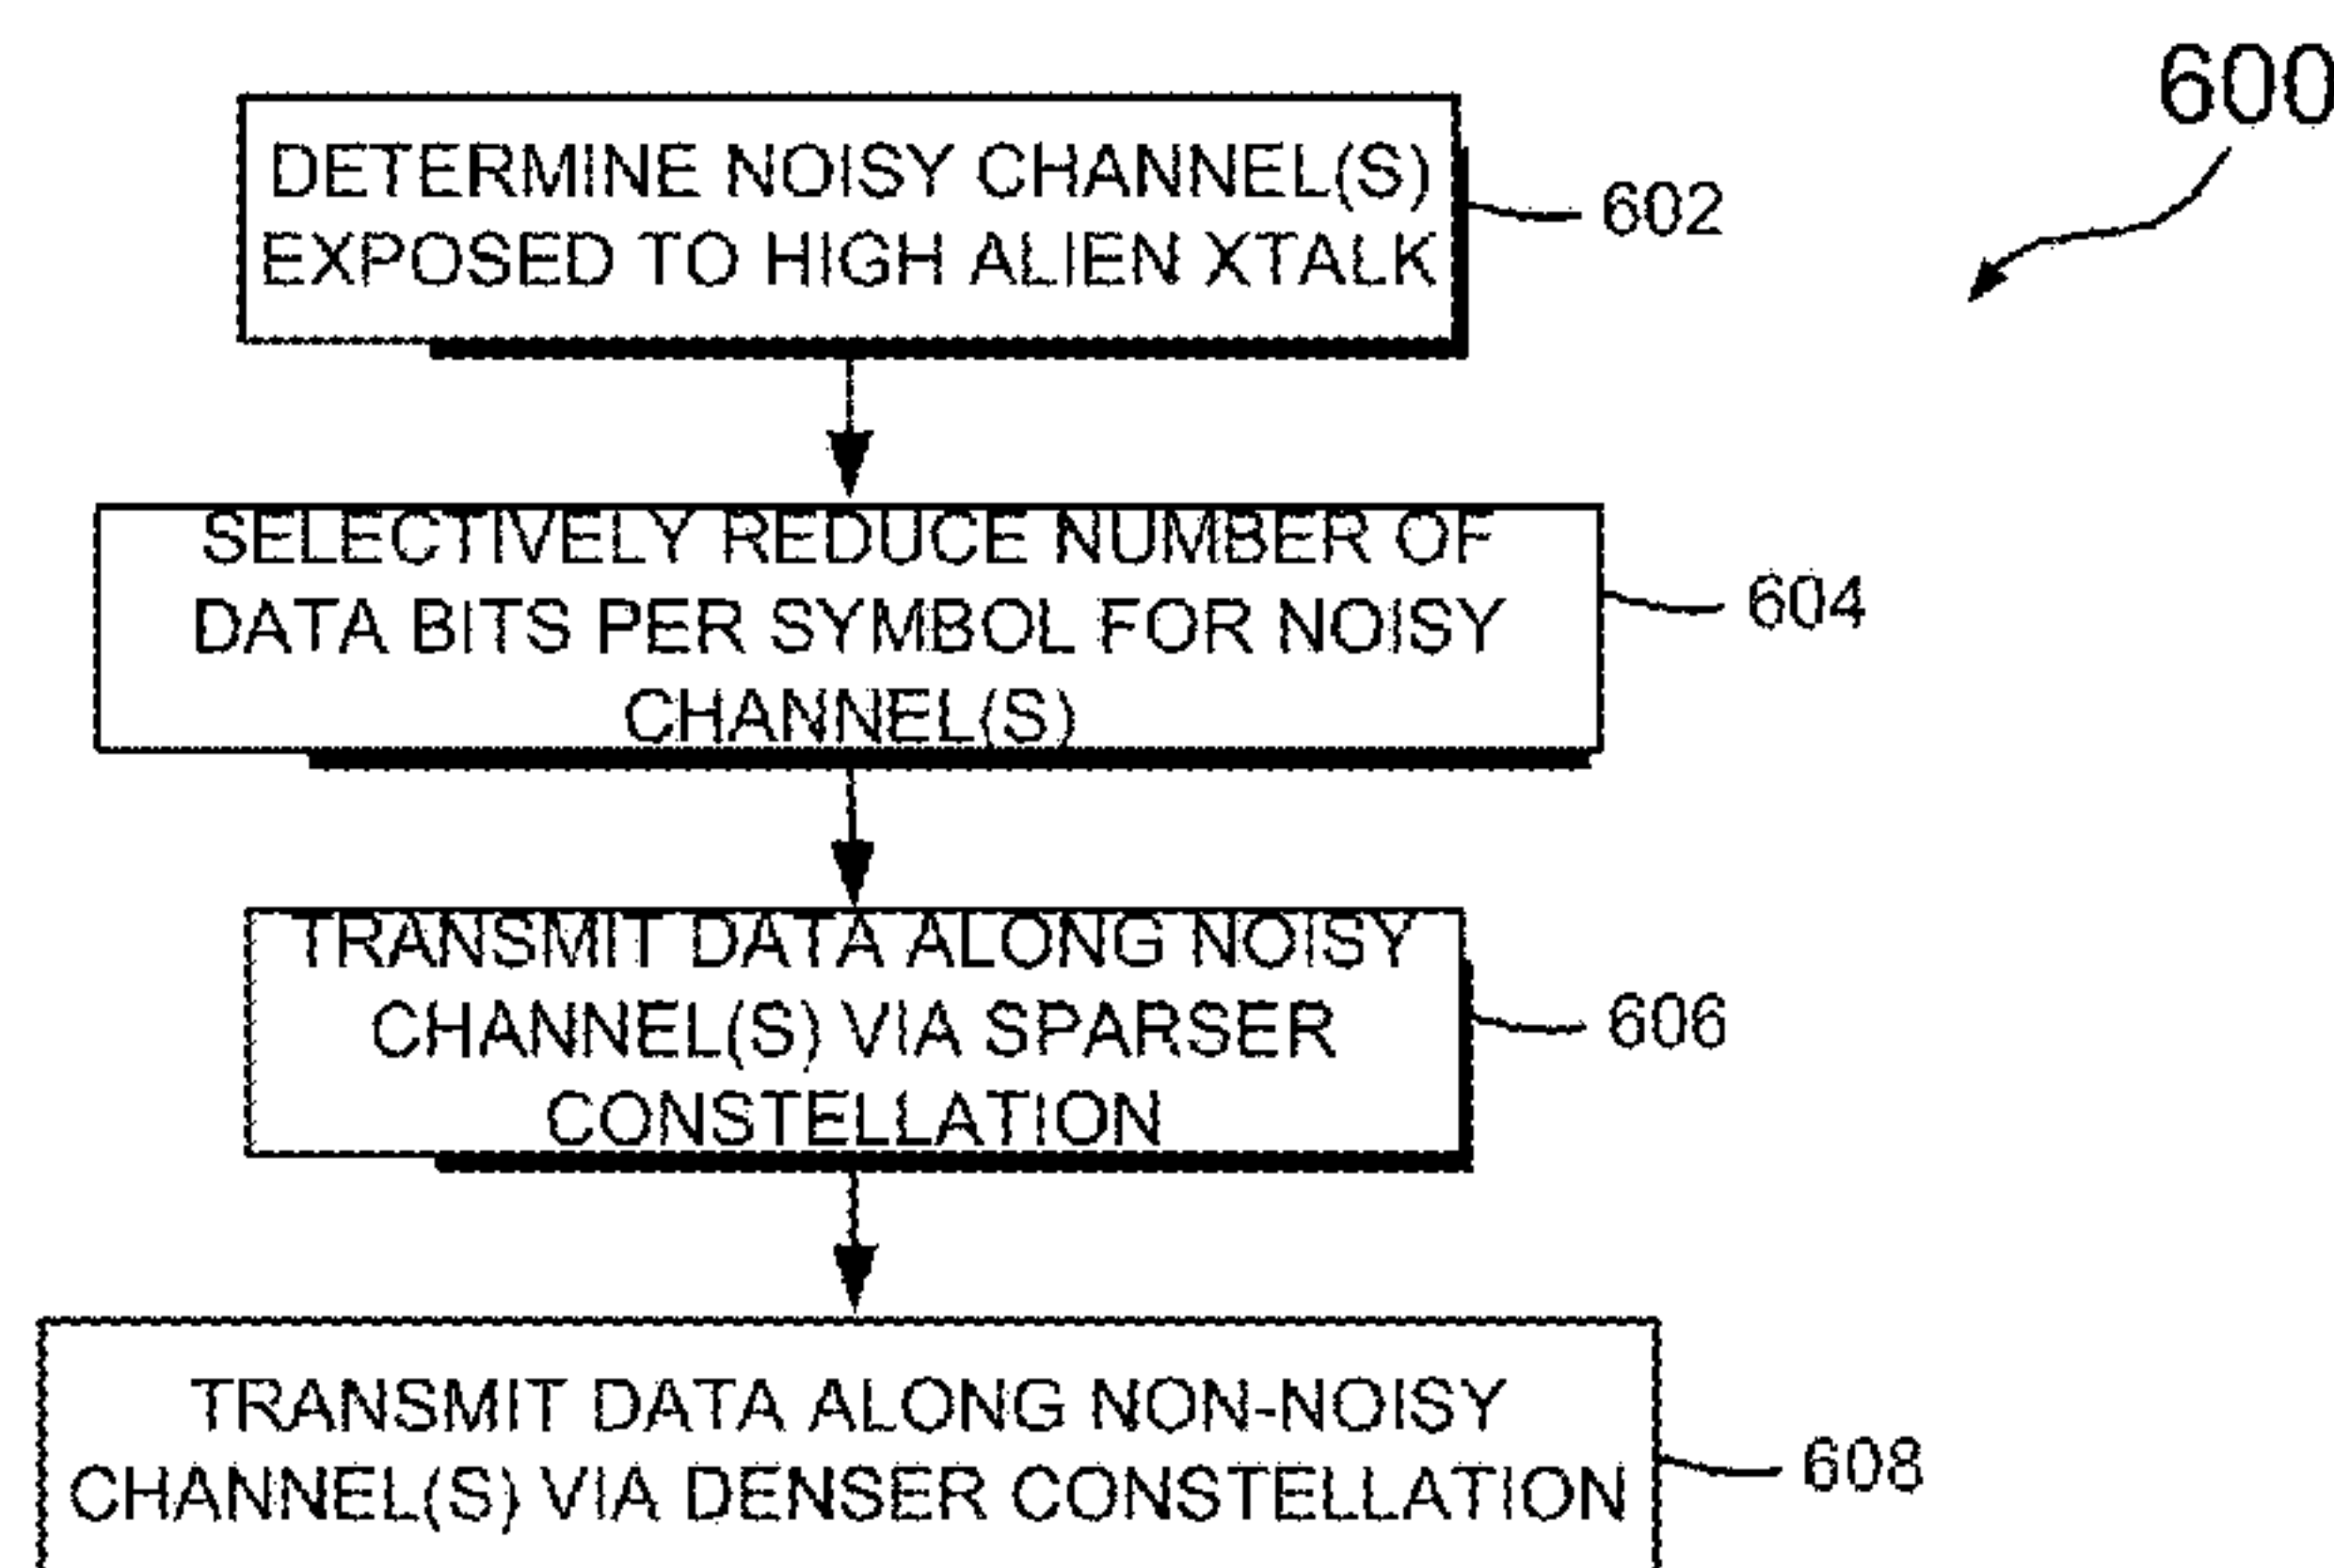 600
DETERMINE NOISY CHANNEL(S)
EXPOSED TO HIGH ALIEN XTALK
602
SELECTIVELY REDUCE NUMBER OF
DATA BITS PER SYMBOL FOR NOISY
CHANNEL(S)
604
TRANSMIT DATA ALONG NOISY
CHANNEL(S) VIA SPARSER
CONSTELLATION
606
TRANSMIT DATA ALONG NON-NOISY
CHANNEL(S) VIA DENSER CONSTELLATION
608